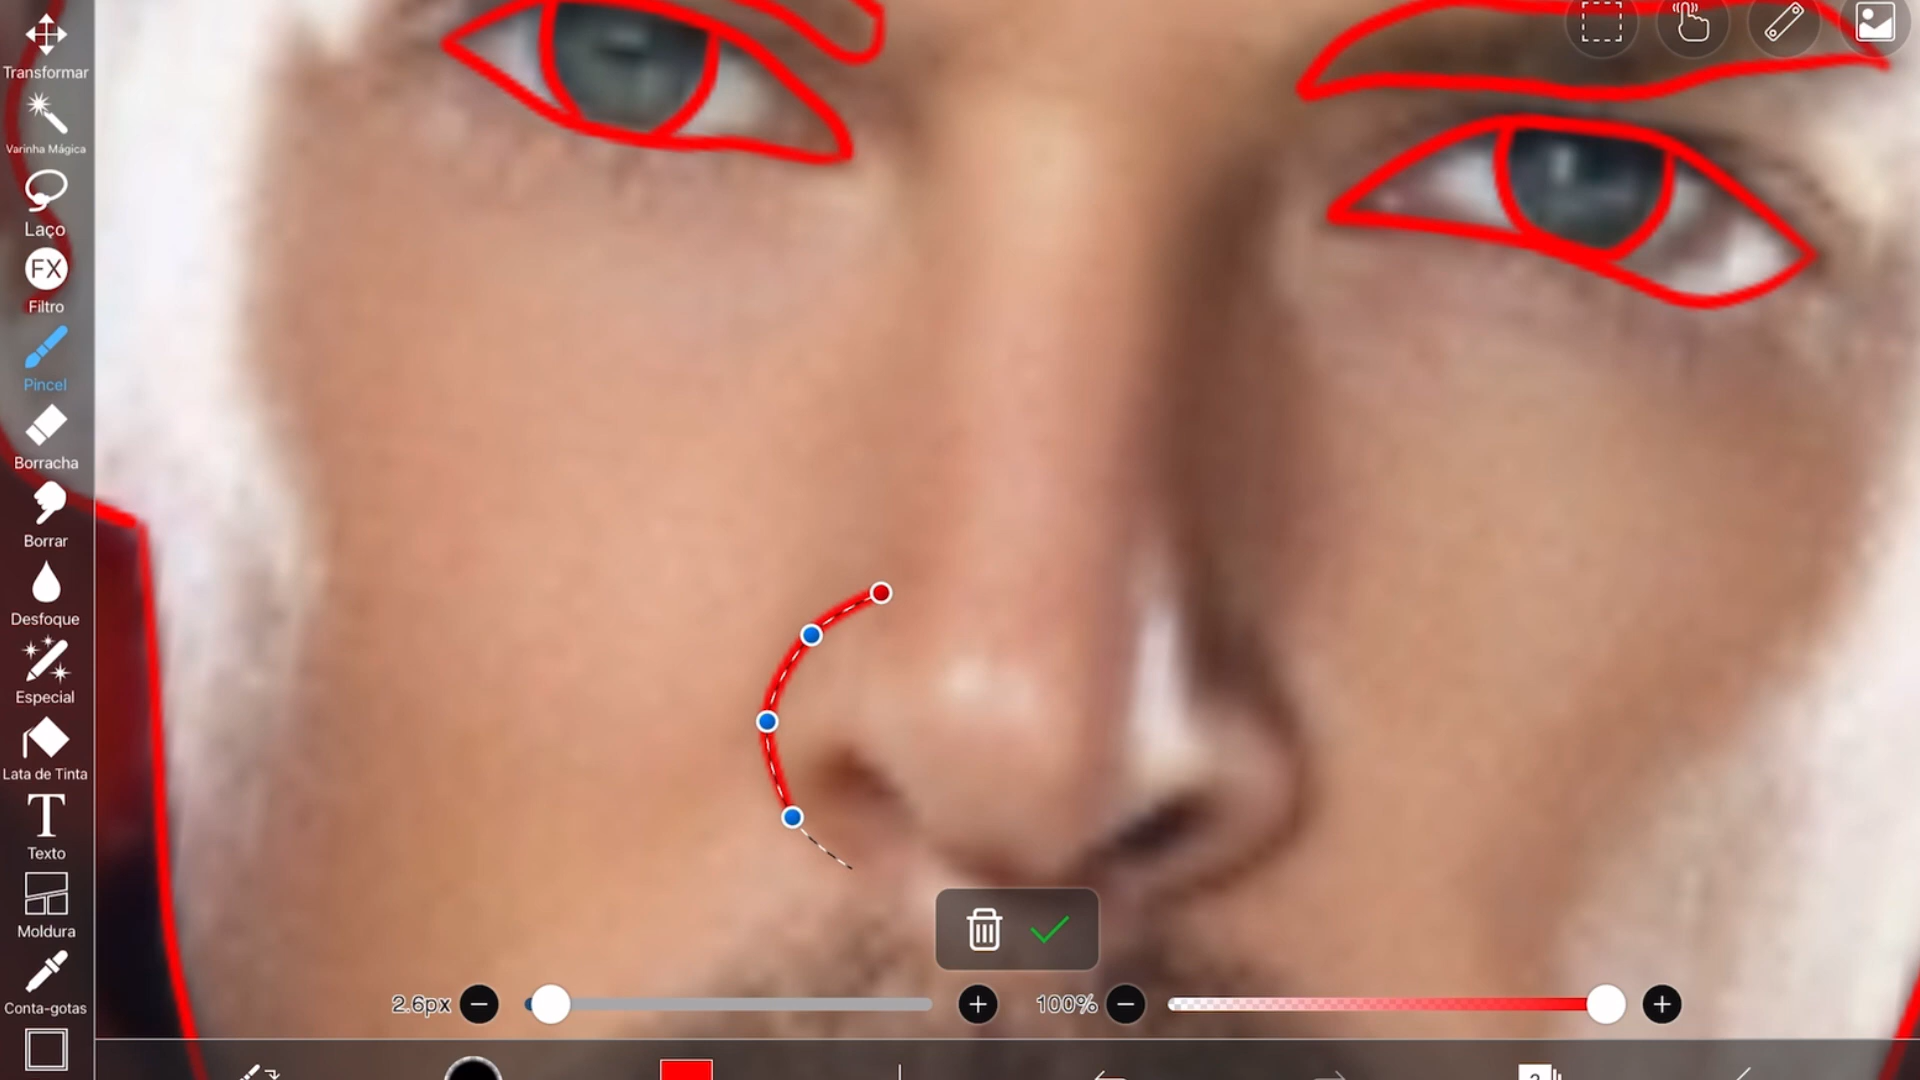 Transformar
Varinha Mágica
Laço
FX
Filtro
Pincel
Borracha
Borrar
Desfoque
Especial
Lata de Tinta
T
Texto
Moldura
Conta-gotas
2.6px
100%